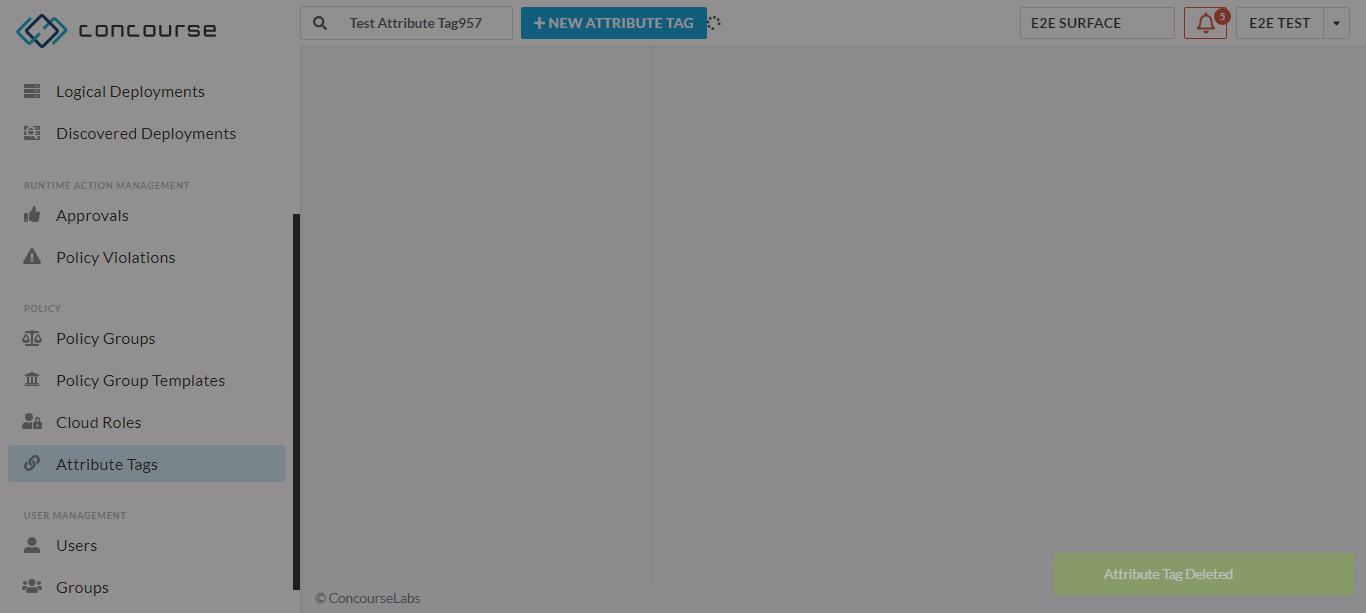 concourse
Test Attribute Tag957
NEW ATTRIBUTE TAG
E2E SURFACE
5
E2E TEST
Logical Deployments
Discovered Deployments
RUNTIME ACTION MANAGEMENT
Approvals
Policy Violations
POLICY
Policy Groups
Policy Group Templates
Cloud Roles
Attribute Tags
USER MANAGEMENT
Users
Groups
Attribute Tag Deleted
© ConcourseLabs